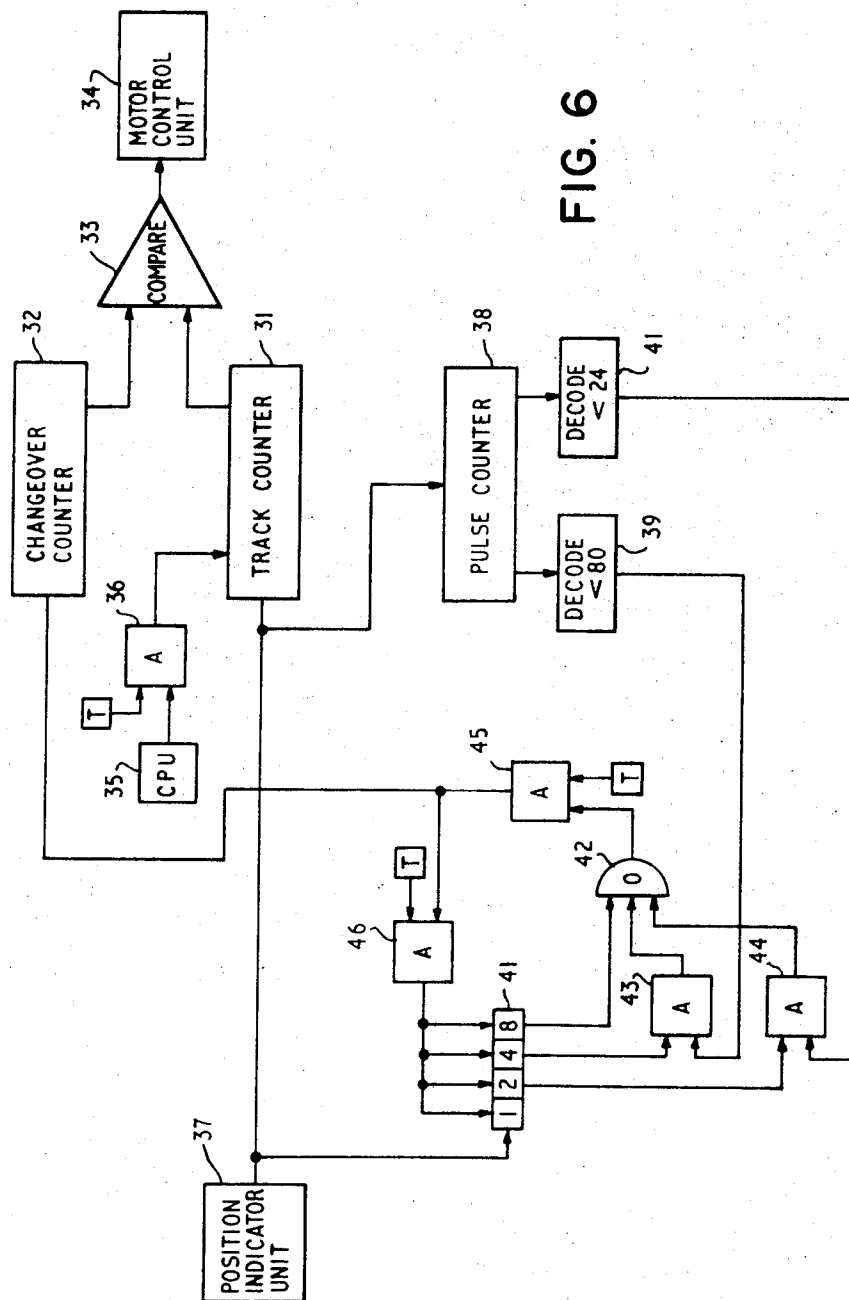 34
MOTOR
CONTROL
UNIT
33
COMPARE
32
CHANGEOVER
COUNTER
31
TRACK COUNTER
36
A
T
35
CPU
38
PULSE COUNTER
DECODE
< 24
41
DECODE
< 80
39
45
A
T
42
O
T
46
A
41
1 2 4 8
43
A
44
A
37
POSITION
INDICATOR
UNIT
FIG. 6